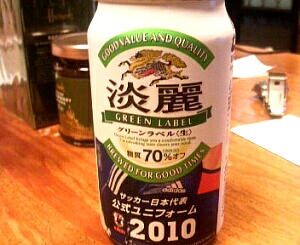 GOOD VALUE AND QUALITY
淡麗
GREEN LABEL
グリーンラベル〈生〉
糖質70%オフ
BREWED FOR GOOD TIMES
adidas
サッカー日本代表
公式ユニフォーム
2010